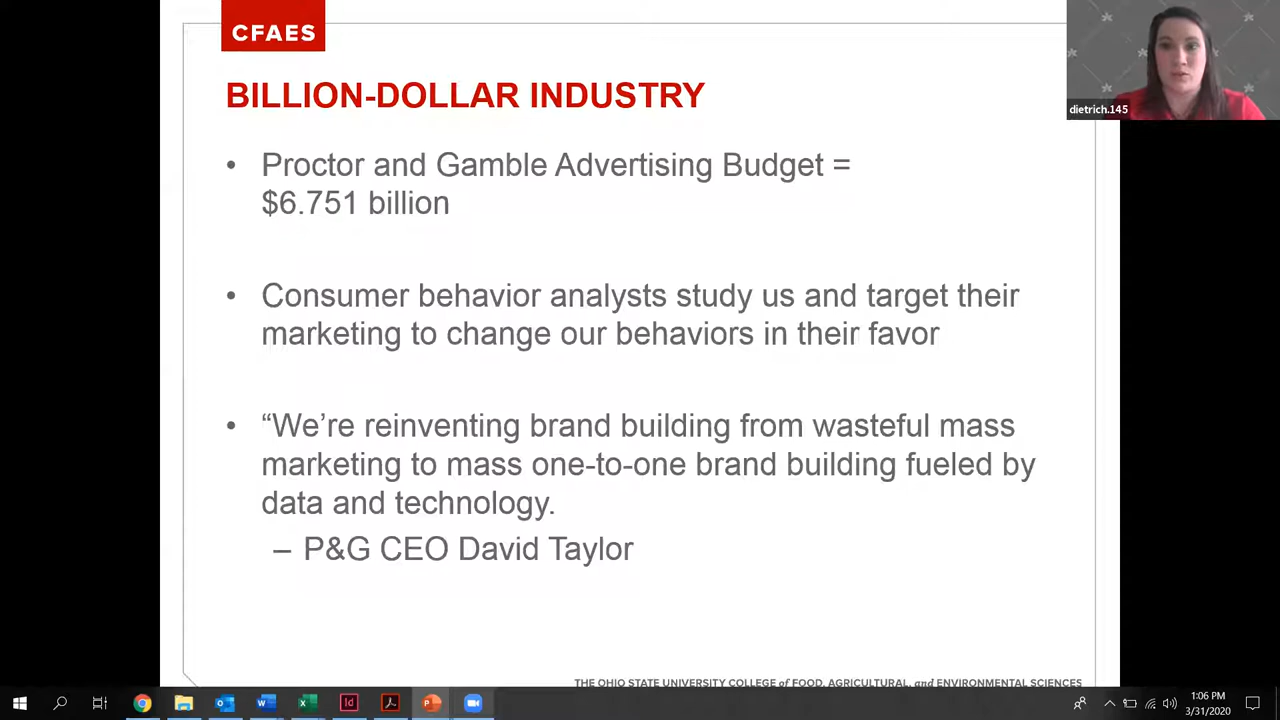 CFAES
dietrich.145
BILLION-DOLLAR INDUSTRY
• Proctor and Gamble Advertising Budget =
$6.751 billion
• Consumer behavior analysts study us and target their
marketing to change our behaviors in their favor
• “We’re reinventing brand building from wasteful mass
marketing to mass one-to-one brand building fueled by
data and technology.
– P&G CEO David Taylor
THE OHIO STATE UNIVERSITY COLLEGE of FOOD, AGRICULTURAL, and ENVIRONMENTAL SCIENCES
1:06 PM
3/31/2020